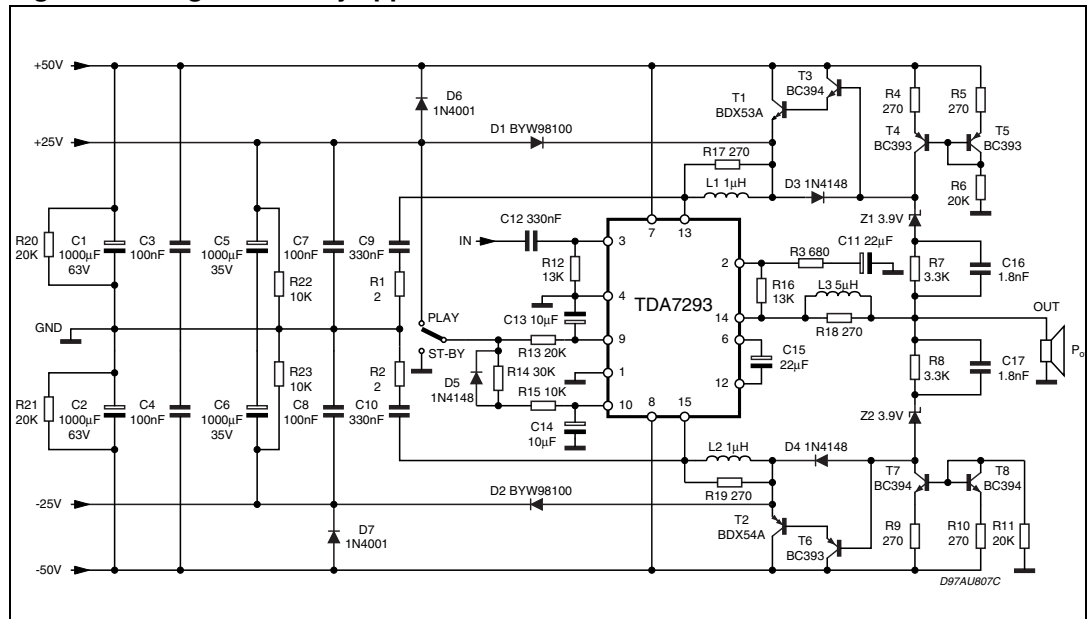 +50V
+25V
GND
-25V
-50V
D6
1N4001
D1 BYW98100
T1
BDX53A
T3
BC394
R4
270
R5
270
T4
BC393
T5
BC393
R6
20K
R17 270
L1 1μH
D3 1N4148
Z1 3.9V
R20
20K
C1
1000μF
63V
C3
100nF
C5
1000μF
35V
R22
10K
C7
100nF
C9
330nF
R1
2
C12 330nF
IN
R12
13K
3
7
13
4
9
1
10
8
15
2
14
6
12
TDA7293
R3 680
C11 22μF
R16
13K
L3 5μH
R18 270
R7
3.3K
C16
1.8nF
OUT
Po
C13 10μF
PLAY
ST-BY
R13 20K
R14 30K
D5
1N4148
R15 10K
C14
10μF
C15
22μF
R8
3.3K
C17
1.8nF
Z2 3.9V
R21
20K
C2
1000μF
63V
C4
100nF
R23
10K
C6
1000μF
35V
C8
100nF
R2
2
C10
330nF
L2 1μH
D4 1N4148
R19 270
D2 BYW98100
D7
1N4001
T2
BDX54A
T6
BC393
T7
BC394
T8
BC394
R9
270
R10
270
R11
20K
D97AU807C